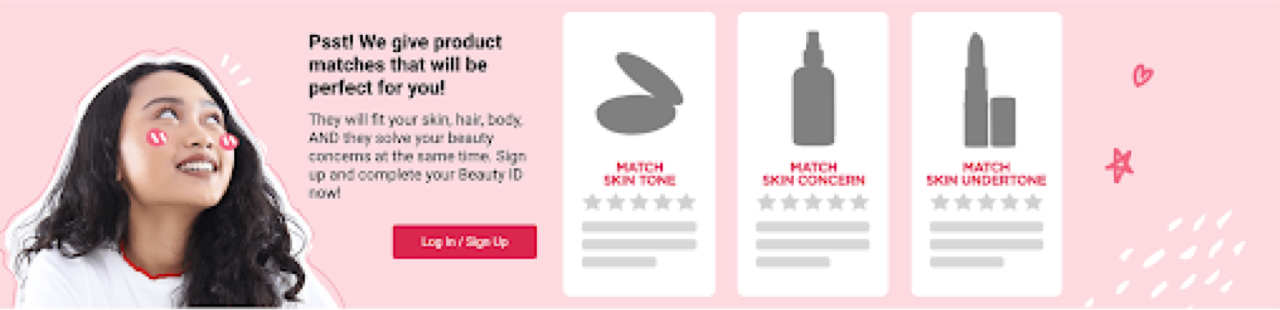 Psst! We give product
matches that will be
perfect for you!
They will fit your skin, hair, body,
AND they solve your beauty
concerns at the same time. Sign
up and complete your Beauty ID
now!
Log In / Sign Up
MATCH
SKIN TONE
MATCH
SKIN CONCERN
MATCH
SKIN UNDERTONE